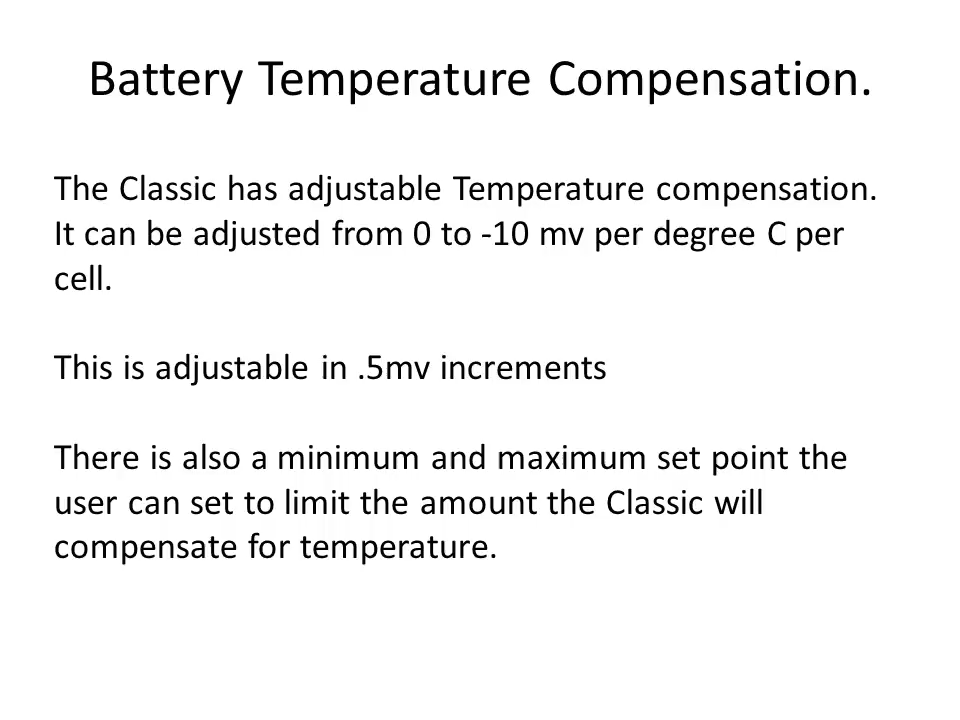 Battery Temperature Compensation.
The Classic has adjustable Temperature compensation.
It can be adjusted from 0 to -10 mv per degree C per
cell.
This is adjustable in .5mv increments
There is also a minimum and maximum set point the
user can set to limit the amount the Classic will
compensate for temperature.